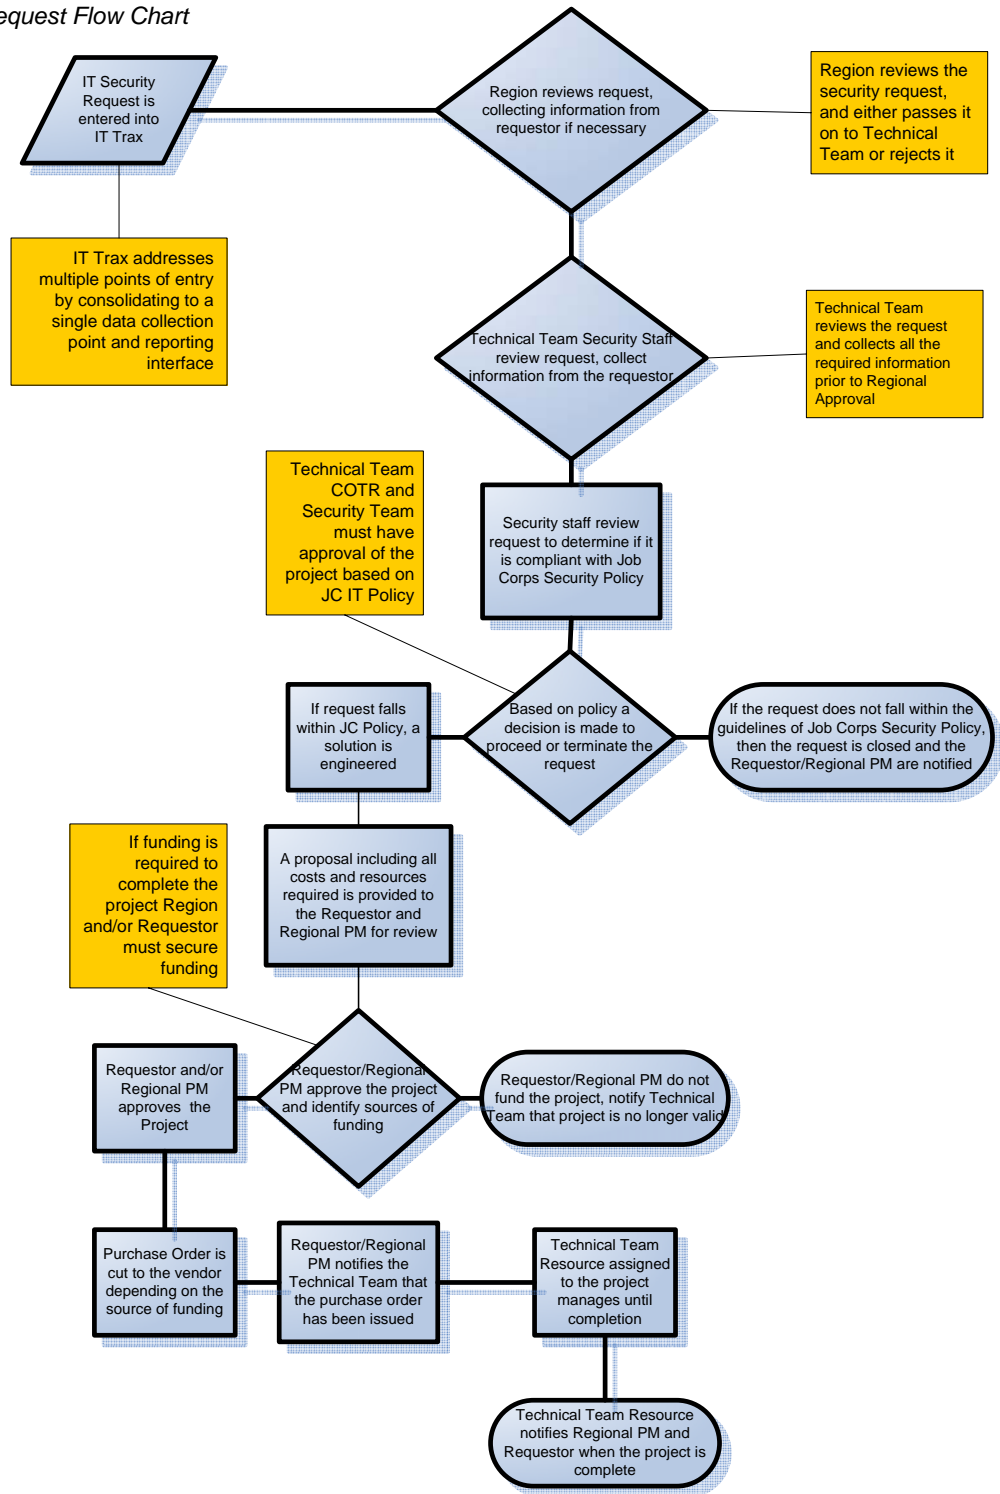 equest Flow Chart
IT Security
Request is
entered into
IT Trax
Region reviews request,
collecting information from
requestor if necessary
Region reviews the
security request,
and either passes it
on to Technical
Team or rejects it
IT Trax addresses
multiple points of entry
by consolidating to a
single data collection
point and reporting
interface
Technical Team Security Staff
review request, collect
information from the requestor
Technical Team
reviews the request
and collects all the
required information
prior to Regional
Approval
Technical Team
COTR and
Security Team
must have
approval of the
project based on
JC IT Policy
Security staff review
request to determine if it
is compliant with Job
Corps Security Policy
If request falls
within JC Policy, a
solution is
engineered
Based on policy a
decision is made to
proceed or terminate the
request
If the request does not fall within the
guidelines of Job Corps Security Policy,
then the request is closed and the
Requestor/Regional PM are notified
If funding is
required to
complete the
project Region
and/or Requestor
must secure
funding
A proposal including all
costs and resources
required is provided to
the Requestor and
Regional PM for review
Requestor and/or
Regional PM
approves the
Project
Requestor/Regional
PM approve the project
and identify sources of
funding
Requestor/Regional PM do not
fund the project, notify Technical
Team that project is no longer valid
Purchase Order is
cut to the vendor
depending on the
source of funding
Requestor/Regional
PM notifies the
Technical Team that
the purchase order
has been issued
Technical Team
Resource assigned
to the project
manages until
completion
Technical Team Resource
notifies Regional PM and
Requestor when the project is
complete